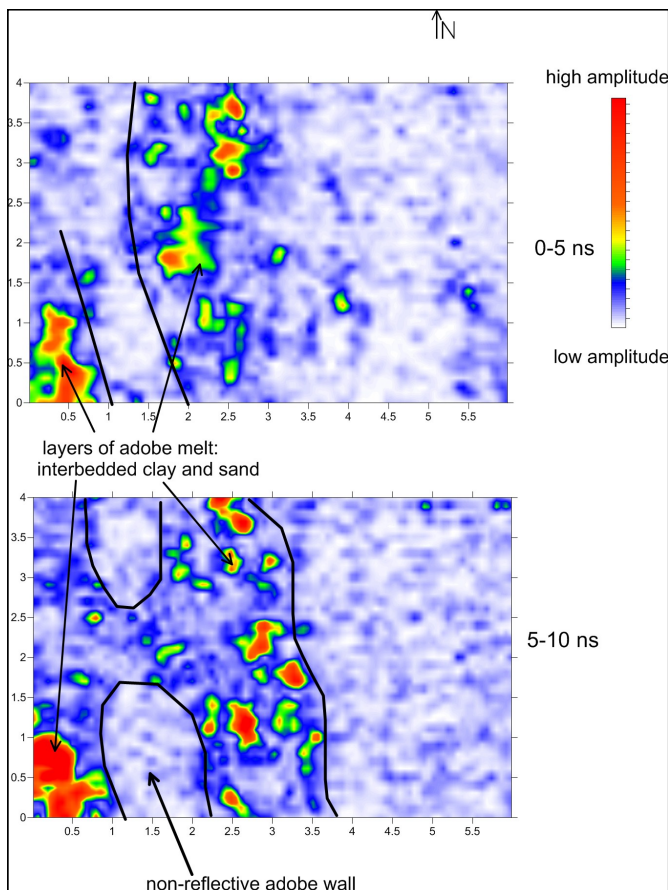 N
high amplitude
4
3.5
3
2.5
2
1.5
1
0.5
0
0-5 ns
low amplitude
0.5 1 1.5 2 2.5 3 3.5 4 4.5 5 5.5
layers of adobe melt:
interbedded clay and sand
4
3.5
3
2.5
2
1.5
1
0.5
0
5-10 ns
0.5 1 1.5 2 2.5 3 3.5 4 4.5 5 5.5
non-reflective adobe wall